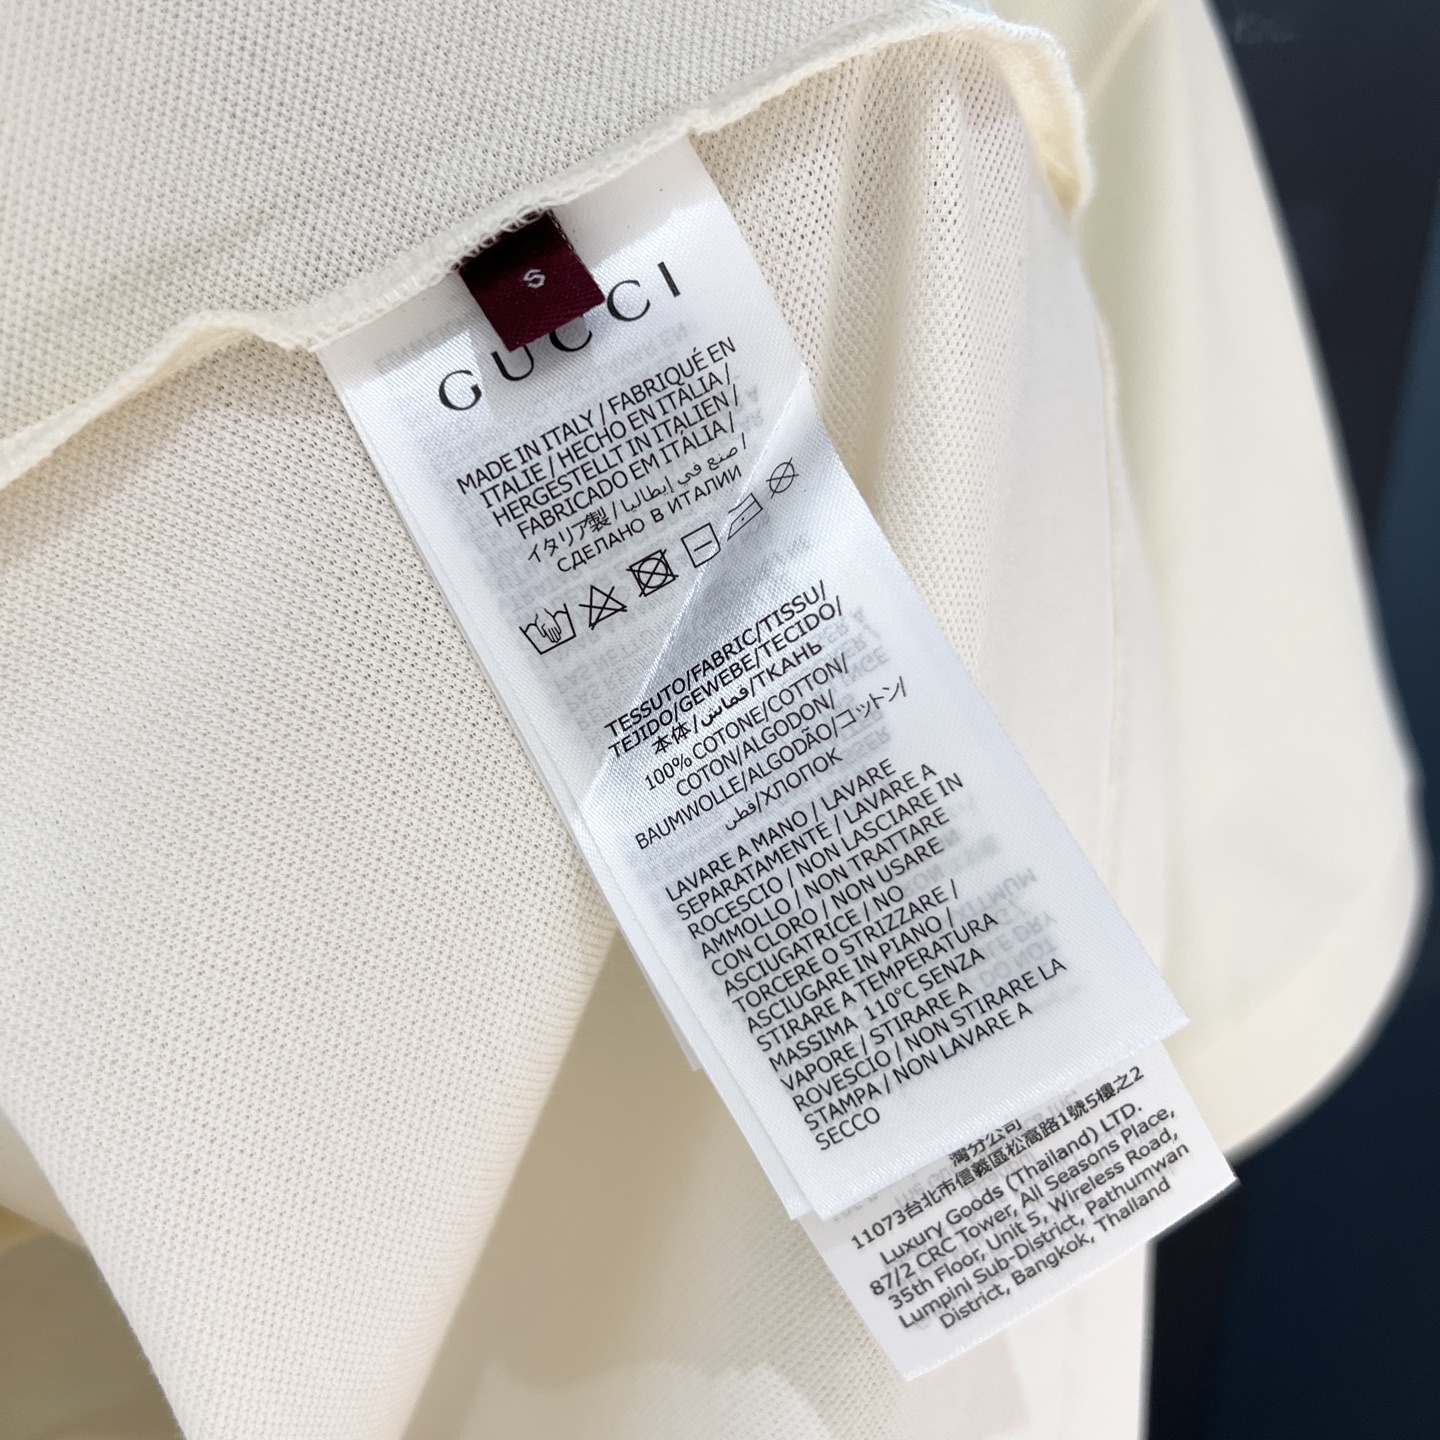 S
GUCCI
MADE IN ITALY / FABRIQUÉ EN
ITALIE / HECHO EN ITALIA /
HERGESTELLT IN ITALIEN /
FABRICADO EM ITÁLIA /
イタリア製 / صنع في إيطاليا /
СДЕЛАНО В ИТАЛИИ
TESSUTO/FABRIC/TISSU/
TEJIDO/GEWEBE/TECIDO/
本体/قماش/ТКАНЬ
100% COTONE/COTTON/
COTON/ALGODON/
BAUMWOLLE/ALGODÃO/コットン/
قطن/ХЛОПОК
LAVARE A MANO / LAVARE
SEPARATAMENTE / LAVARE A
ROCESCIO / NON LASCIARE IN
AMMOLLO / NON TRATTARE
CON CLORO / NON USARE
ASCIUGATRICE / NO
TORCERE O STRIZZARE /
ASCIUGARE IN PIANO /
STIRARE A TEMPERATURA
MASSIMA 110°C SENZA
VAPORE / STIRARE A
ROVESCIO / NON STIRARE LA
STAMPA / NON LAVARE A
SECCO
灣分公司
11073台北市信義區松高路1號5樓之2
Luxury Goods (Thailand) LTD.
87/2 CRC Tower, All Seasons Place,
35th Floor, Unit 5, Wireless Road,
Lumpini Sub-District, Pathumwan
District, Bangkok, Thailand